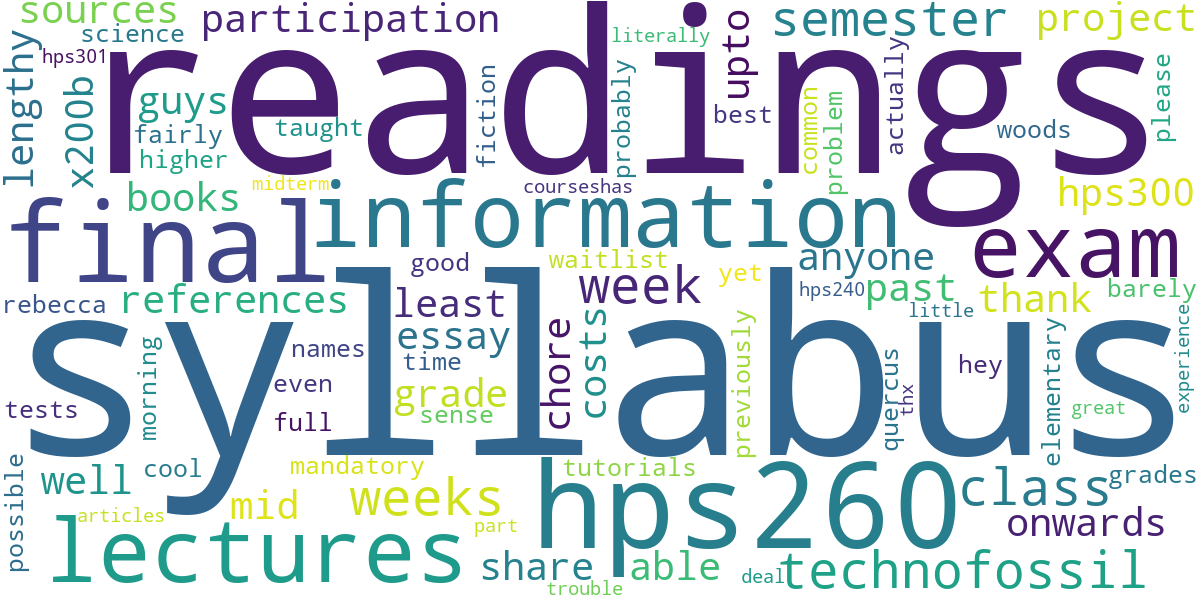 sources
participation
semester
project
science
literally
hps301
readings
lengthy
x200b
guys
fairly
taught
higher
fiction
probably
upto
best
common
problem
actually
woods
please
midterm
courseshas
books
final
information
hps300
exam
good
waitlist
yet
anyone
rebecca
references
least
week
hps240
past
thank
barely
little
syllabus
names
essay
time
chore
costs
previously
quercus
thx
hey
elementary
experience
morning
even
grade
sense
full
tests
great
possible
well
cool
mandatory
tutorials
hps260
class
grades
mid
weeks
onwards
articles
part
lectures
share
able
technofossil
deal
trouble